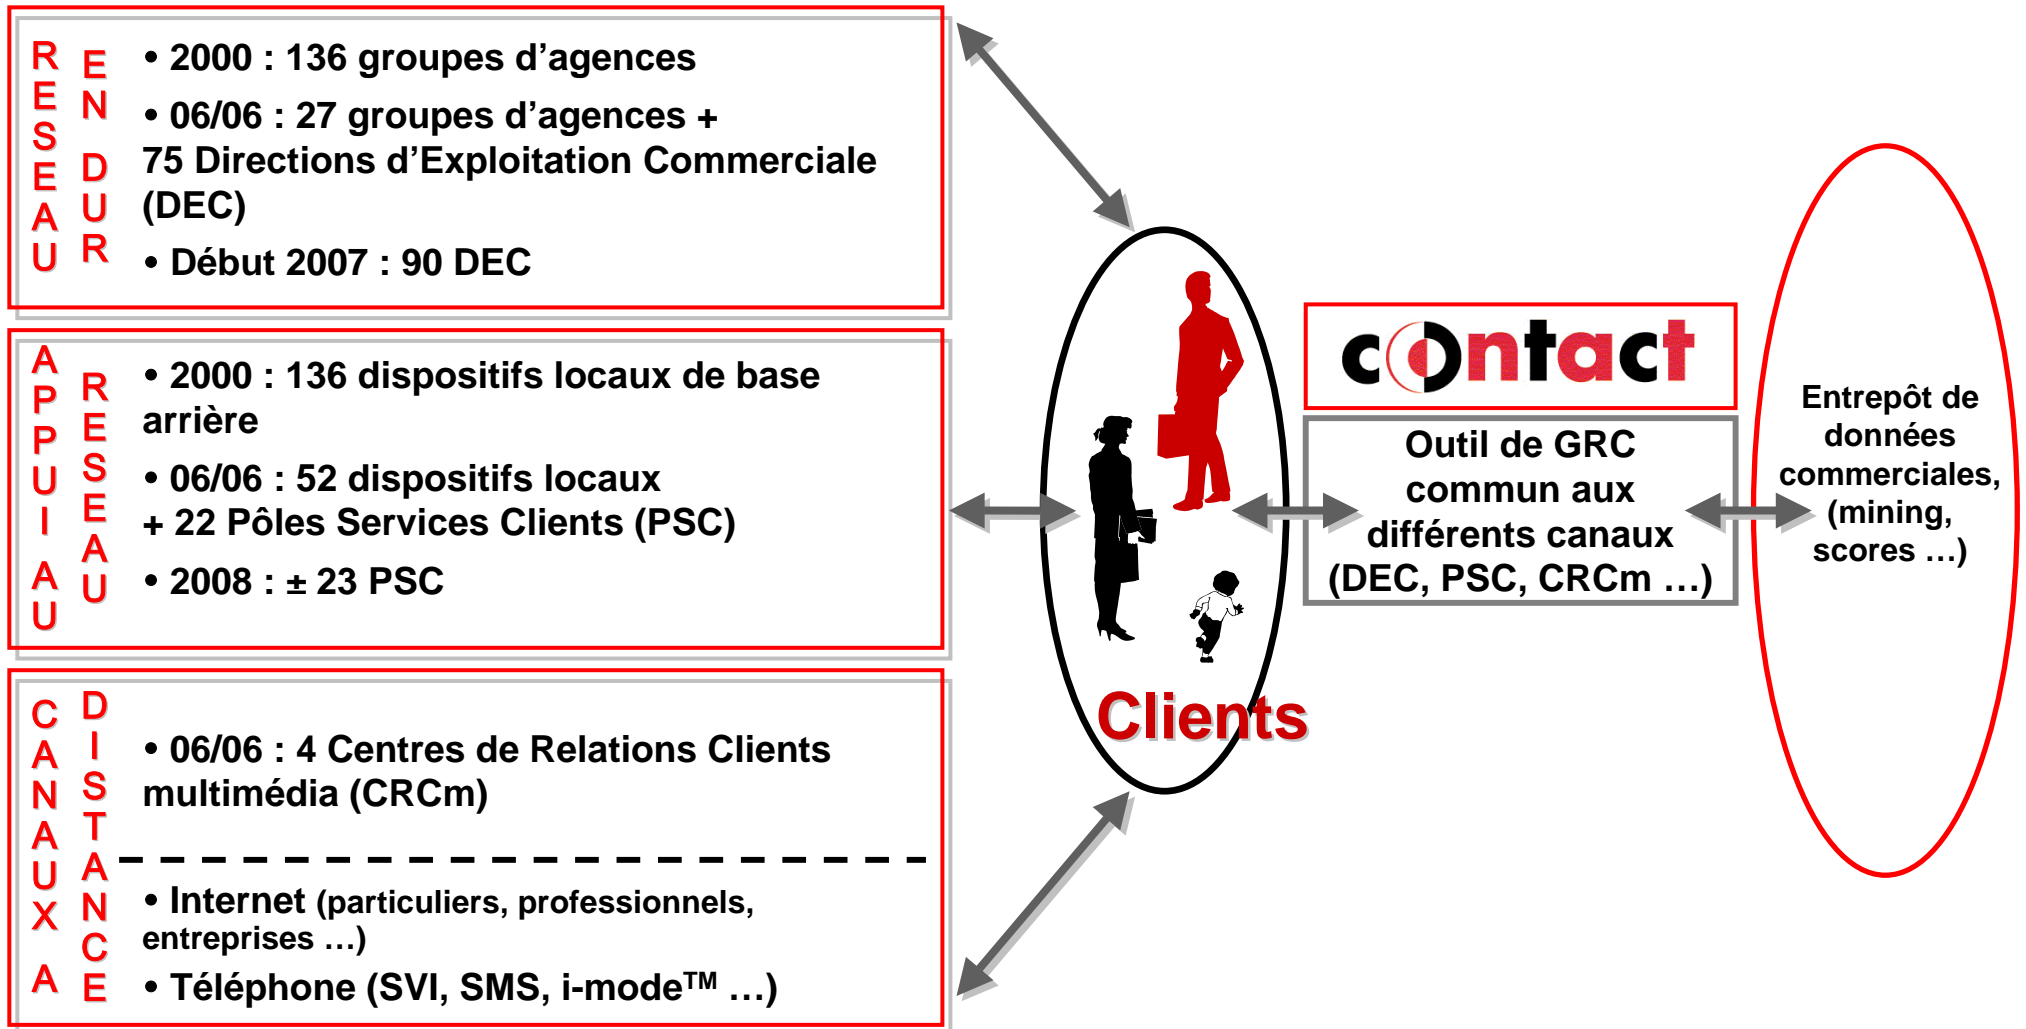 RESEAU
EN DUR
• 2000 : 136 groupes d’agences
• 06/06 : 27 groupes d’agences +
75 Directions d’Exploitation Commerciale
(DEC)
• Début 2007 : 90 DEC
APPUI AU
RESEAU
• 2000 : 136 dispositifs locaux de base
arrière
• 06/06 : 52 dispositifs locaux
+ 22 Pôles Services Clients (PSC)
• 2008 : ± 23 PSC
CANAUX A
DISTANCE
• 06/06 : 4 Centres de Relations Clients
multimédia (CRCm)
• Internet (particuliers, professionnels,
entreprises …)
• Téléphone (SVI, SMS, i-mode™ …)
Clients
contact
Outil de GRC
commun aux
différents canaux
(DEC, PSC, CRCm …)
Entrepôt de
données
commerciales,
(mining,
scores …)